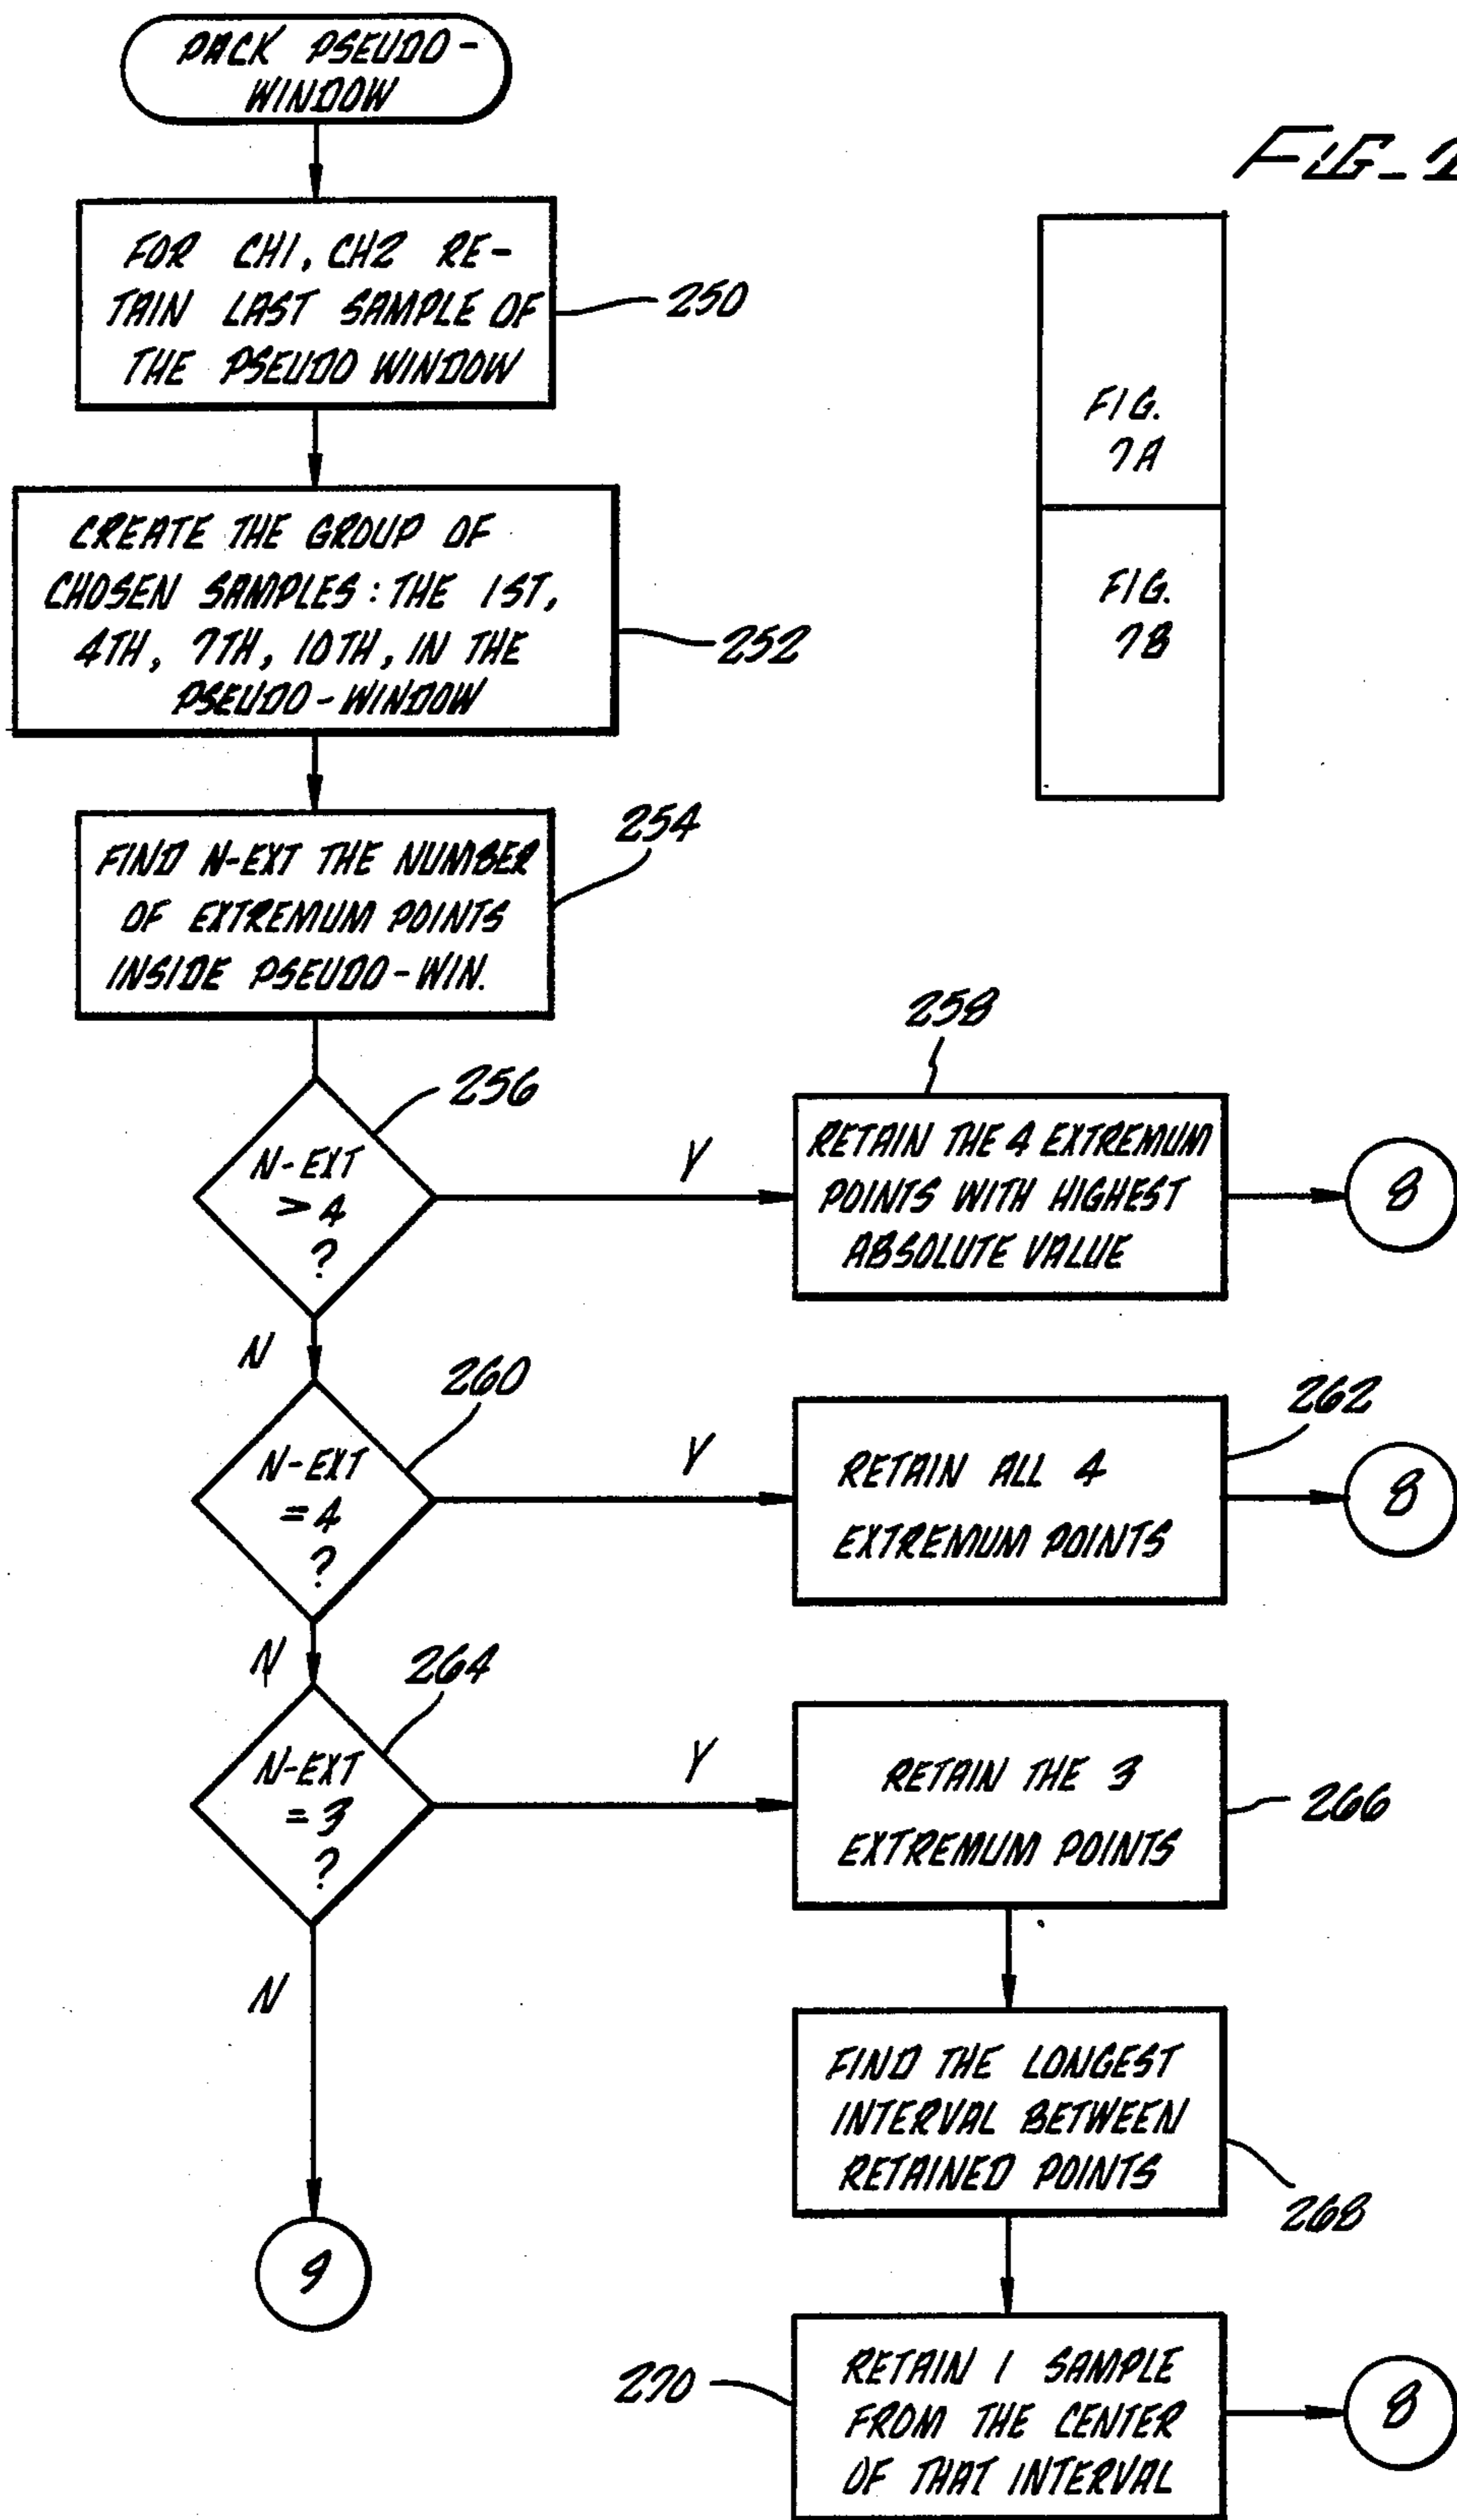 PACK PSEUDO-
WINDOW
FOR CH1, CH2 RE-
TAIN LAST SAMPLE OF
THE PSEUDO WINDOW
250
CREATE THE GROUP OF
CHOSEN SAMPLES: THE 1ST,
4TH, 7TH, 10TH, IN THE
PSEUDO-WINDOW
252
FIND N-EXT THE NUMBER
OF EXTREMUM POINTS
INSIDE PSEUDO-WIN.
254
FIG.
7A
FIG.
7B
N-EXT
>4
?
256
Y
N
RETAIN THE 4 EXTREMUM
POINTS WITH HIGHEST
ABSOLUTE VALUE
258
8
N-EXT
=4
?
260
Y
N
RETAIN ALL 4
EXTREMUM POINTS
262
8
N-EXT
=3
?
264
Y
N
RETAIN THE 3
EXTREMUM POINTS
266
FIND THE LONGEST
INTERVAL BETWEEN
RETAINED POINTS
268
9
RETAIN 1 SAMPLE
FROM THE CENTER
OF THAT INTERVAL
270
8